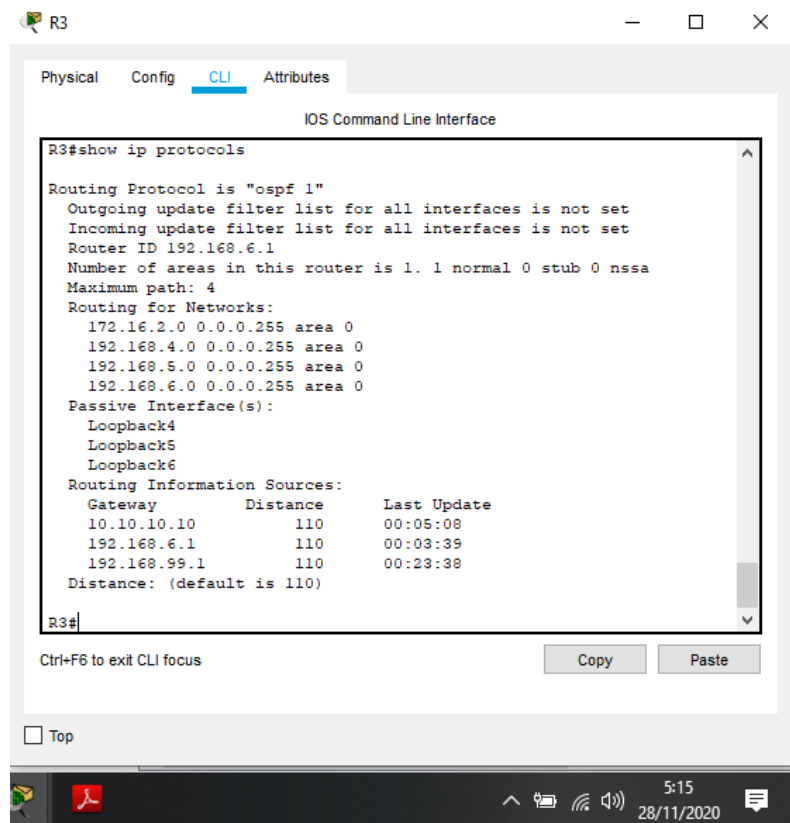 R3
Physical Config CLI Attributes
IOS Command Line Interface
R3#show ip protocols
Routing Protocol is "ospf 1"
Outgoing update filter list for all interfaces is not set
Incoming update filter list for all interfaces is not set
Router ID 192.168.6.1
Number of areas in this router is 1. 1 normal 0 stub 0 nssa
Maximum path: 4
Routing for Networks:
172.16.2.0 0.0.0.255 area 0
192.168.4.0 0.0.0.255 area 0
192.168.5.0 0.0.0.255 area 0
192.168.6.0 0.0.0.255 area 0
Passive Interface(s):
Loopback4
Loopback5
Loopback6
Routing Information Sources:
Gateway Distance Last Update
10.10.10.10 110 00:05:08
192.168.6.1 110 00:03:39
192.168.99.1 110 00:23:38
Distance: (default is 110)
R3#
Ctrl+F6 to exit CLI focus
Copy Paste
Top
5:15
28/11/2020